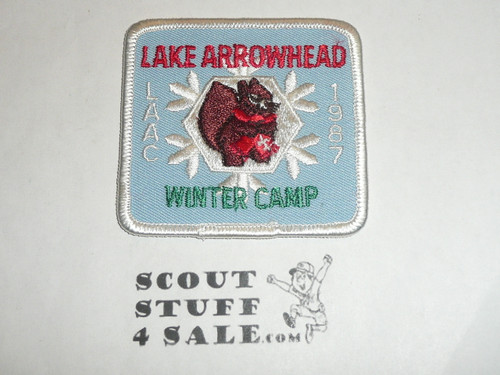 LAKE ARROWHEAD
LAAC
1987
WINTER CAMP
SCOUT
STUFF
4 SALE.COM